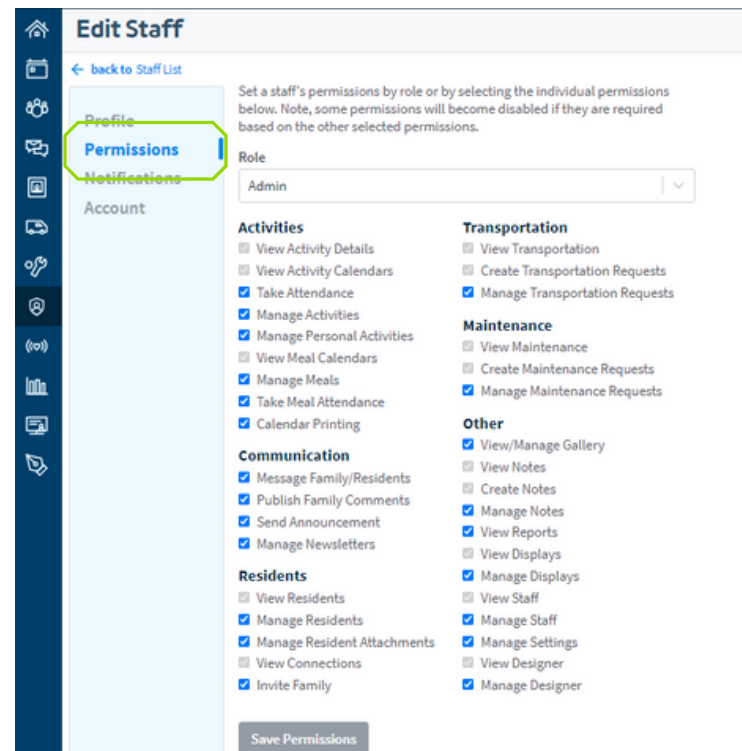 Edit Staff
← back to Staff List
Profile
Permissions
Notifications
Account
Set a staff's permissions by role or by selecting the individual permissions
below. Note, some permissions will become disabled if they are required
based on the other selected permissions.
Role
Admin
Activities
View Activity Details
View Activity Calendars
Take Attendance
Manage Activities
Manage Personal Activities
View Meal Calendars
Manage Meals
Take Meal Attendance
Calendar Printing
Communication
Message Family/Residents
Publish Family Comments
Send Announcement
Manage Newsletters
Residents
View Residents
Manage Residents
Manage Resident Attachments
View Connections
Invite Family
Transportation
View Transportation
Create Transportation Requests
Manage Transportation Requests
Maintenance
View Maintenance
Create Maintenance Requests
Manage Maintenance Requests
Other
View/Manage Gallery
View Notes
Create Notes
Manage Notes
View Reports
View Displays
Manage Displays
View Staff
Manage Staff
Manage Settings
View Designer
Manage Designer
Save Permissions